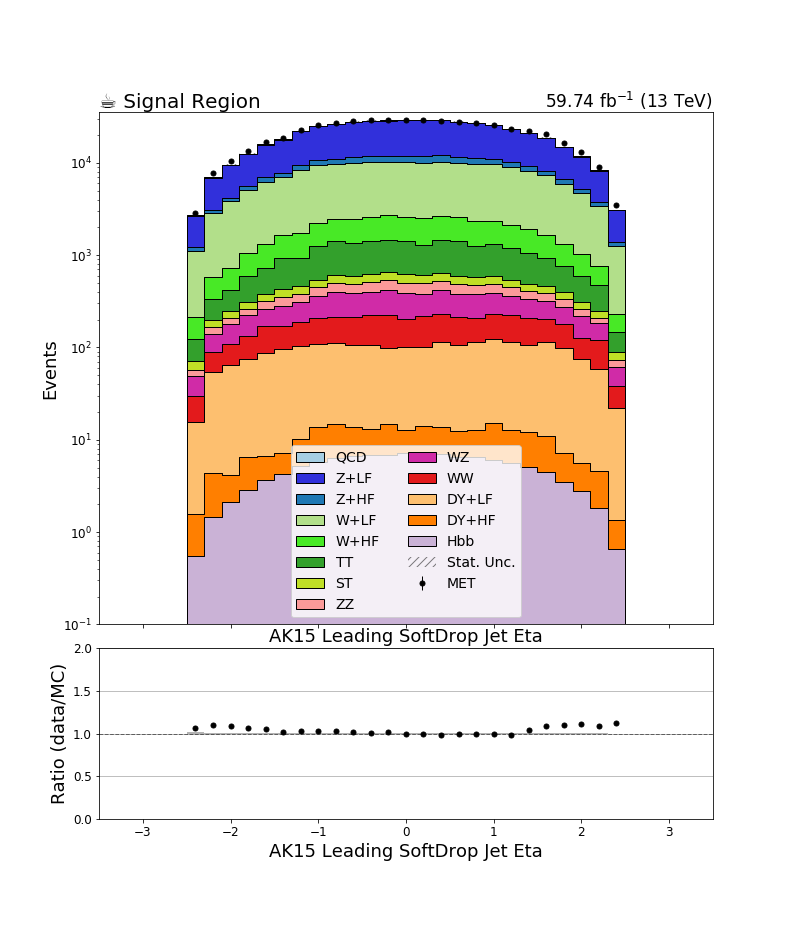 ☕ Signal Region
59.74 fb⁻¹ (13 TeV)
Events
10⁴
10³
10²
10¹
10⁰
10⁻¹
QCD
Z+LF
Z+HF
W+LF
W+HF
TT
ST
ZZ
WZ
WW
DY+LF
DY+HF
Hbb
Stat. Unc.
MET
AK15 Leading SoftDrop Jet Eta
Ratio (data/MC)
2.0
1.5
1.0
0.5
0.0
−3 −2 −1 0 1 2 3
AK15 Leading SoftDrop Jet Eta